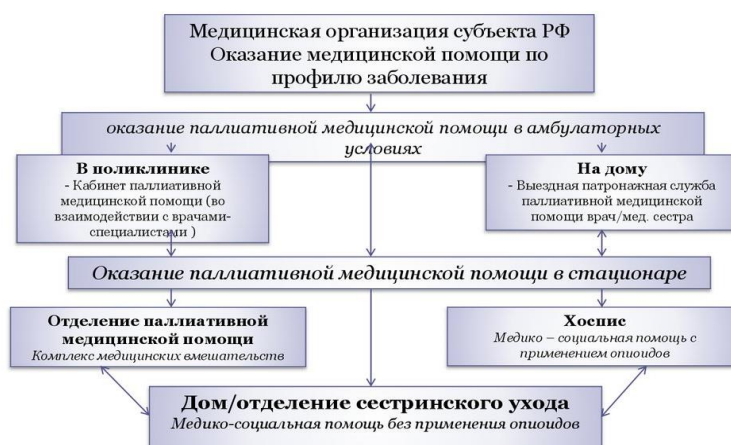 Медицинская организация субъекта РФ
Оказание медицинской помощи по
профилю заболевания
оказание паллиативной медицинской помощи в амбулаторных
условиях
В поликлинике
- Кабинет паллиативной
медицинской помощи (во
взаимодействии с врачами-
специалистами )
На дому
- Выездная патронажная служба
паллиативной медицинской
помощи врач/мед. сестра
Оказание паллиативной медицинской помощи в стационаре
Отделение паллиативной
медицинской помощи
Комплекс медицинских вмешательств
Хоспис
Медико – социальная помощь с
применением опиоидов
Дом/отделение сестринского ухода
Медико-социальная помощь без применения опиоидов